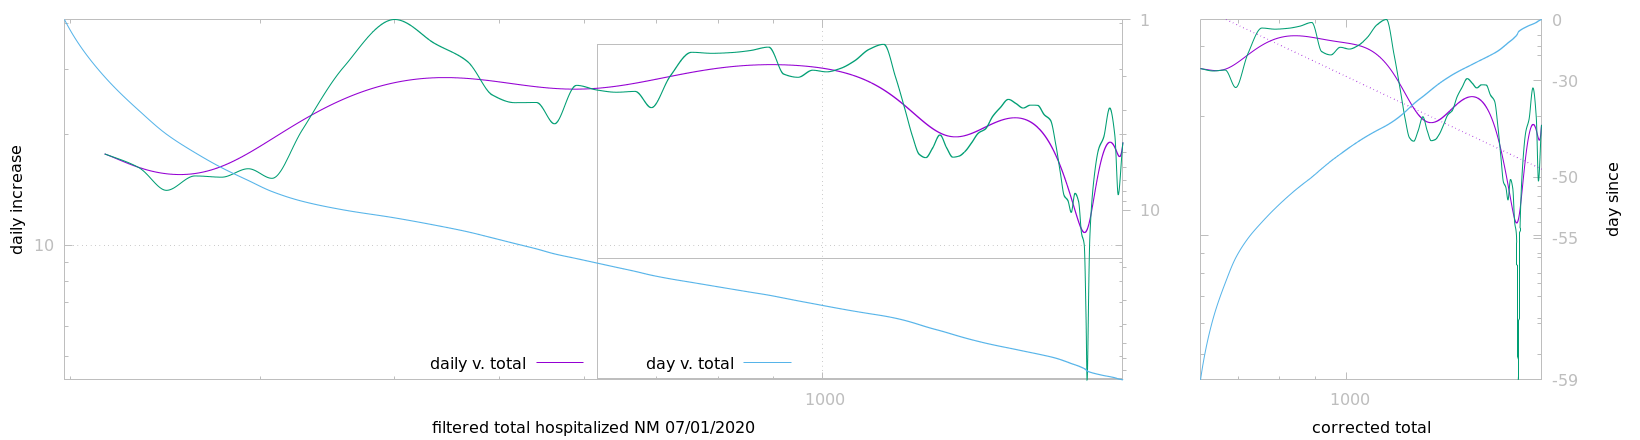 daily increase
10
1000
1
10
daily v. total
day v. total
filtered total hospitalized NM 07/01/2020
0
-30
-50
-55
-59
day since
1000
corrected total